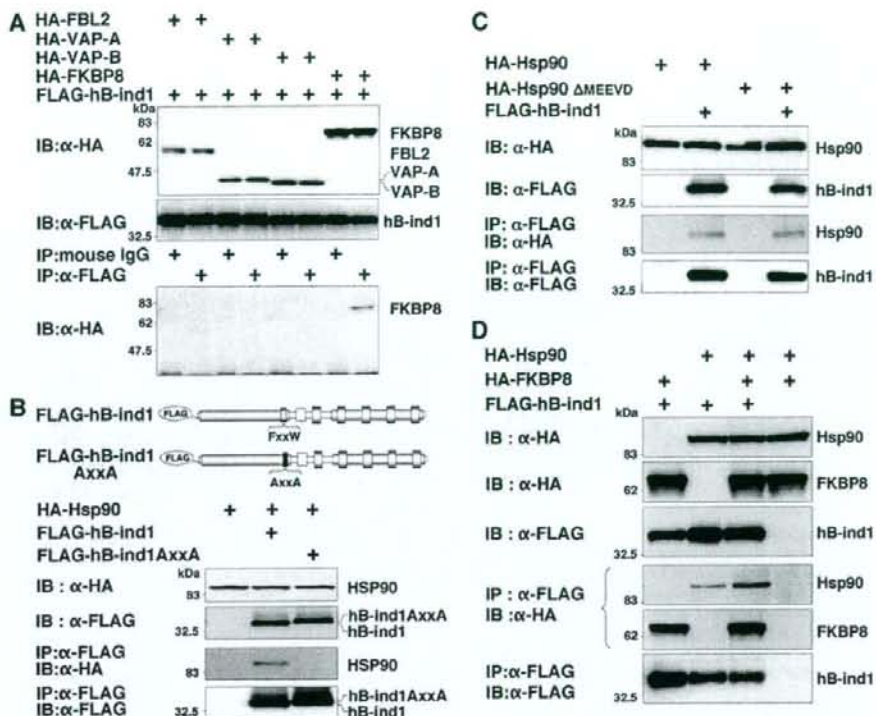 A
HA-FBL2 + +
HA-VAP-A + +
HA-VAP-B + +
HA-FKBP8 + +
FLAG-hB-ind1 + + + + + + + +
kDa
83
62
47.5
IB:α-HA
FKBP8
FBL2
VAP-A
VAP-B
IB:α-FLAG
32.5
hB-ind1
IP:mouse IgG + + + +
IP:α-FLAG + + + +
IB:α-HA
83
62
47.5
FKBP8
B
FLAG-hB-ind1
FLAG
FxxW
FLAG-hB-ind1
AxxA
FLAG
AxxA
HA-Hsp90 + + +
FLAG-hB-ind1 +
FLAG-hB-ind1AxxA +
kDa
IB : α-HA
83
HSP90
IB : α-FLAG
32.5
hB-ind1AxxA
hB-ind1
IP:α-FLAG
IB:α-HA
83
HSP90
IP:α-FLAG
IB:α-FLAG
32.5
hB-ind1AxxA
hB-ind1
C
HA-Hsp90 + +
HA-Hsp90 ΔMEEVD + +
FLAG-hB-ind1 + +
kDa
IB: α-HA
83
Hsp90
IB: α-FLAG
32.5
hB-ind1
IP: α-FLAG
IB: α-HA
83
Hsp90
IP: α-FLAG
IB: α-FLAG
32.5
hB-ind1
D
HA-Hsp90 + + +
HA-FKBP8 + + +
FLAG-hB-ind1 + + +
kDa
IB : α-HA
83
Hsp90
IB : α-HA
62
FKBP8
IB : α-FLAG
32.5
hB-ind1
IP : α-FLAG
IB :α-HA
83
Hsp90
62
FKBP8
IP:α-FLAG
IB:α-FLAG
32.5
hB-ind1